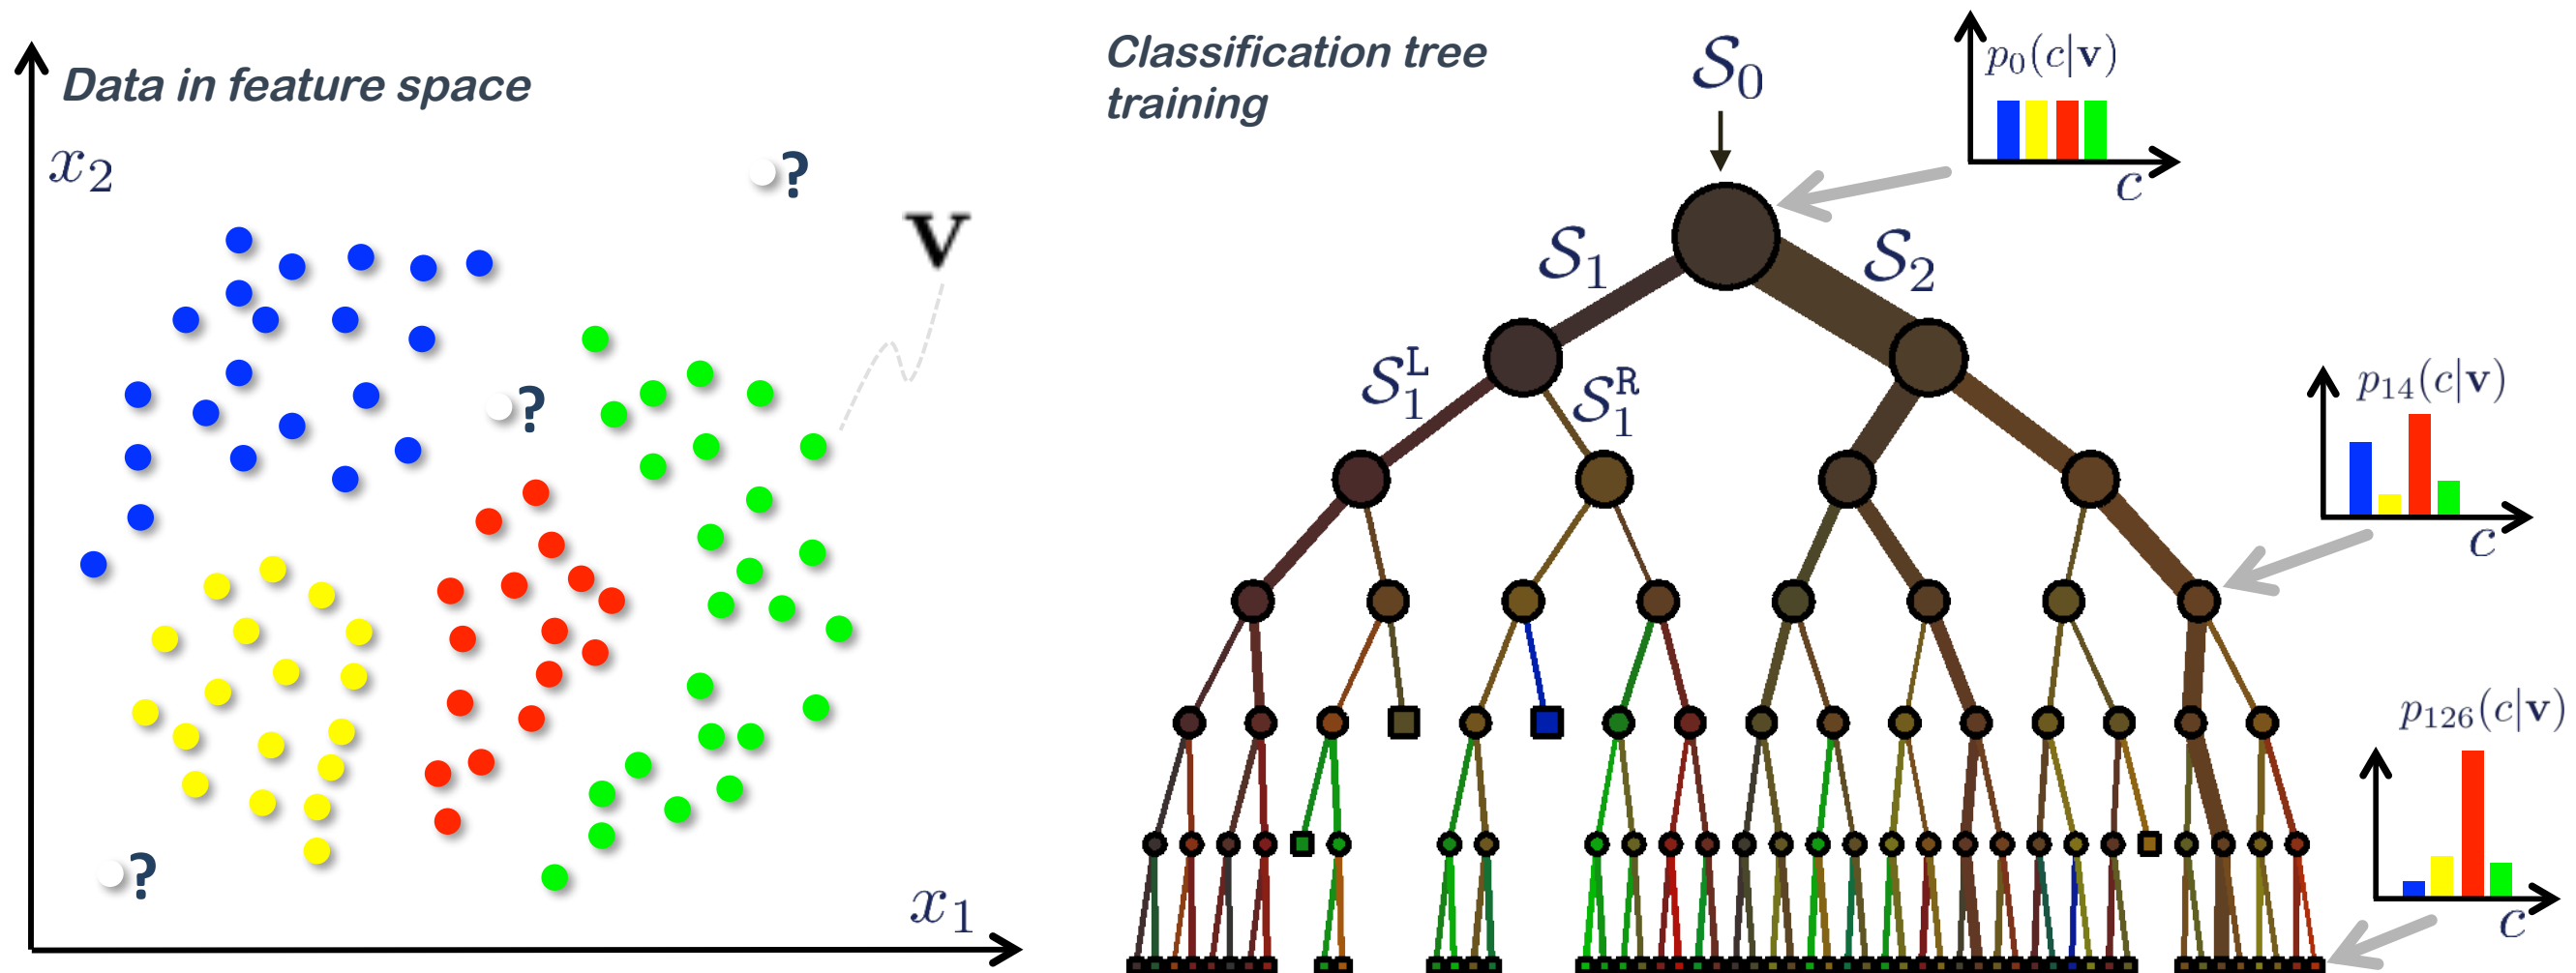 Data in feature space
x₂
?
v
?
?
x₁
Classification tree
training
𝒮₀
p₀(c|v)
c
𝒮₁
𝒮₂
𝒮₁ᴸ
𝒮₁ᴿ
p₁₄(c|v)
c
p₁₂₆(c|v)
c